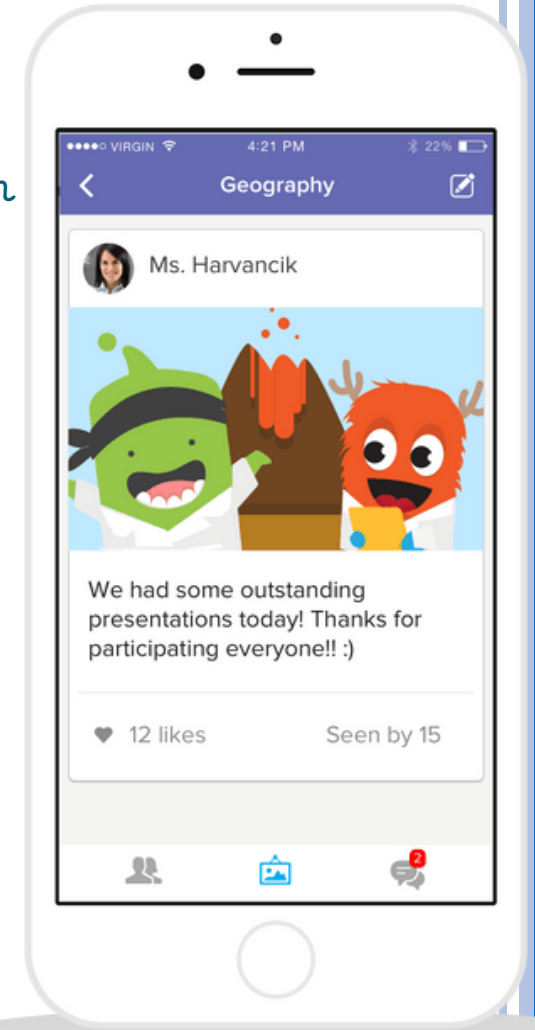 n
VIRGIN 4:21 PM 22%
Geography
Ms. Harvancik
We had some outstanding
presentations today! Thanks for
participating everyone!! :)
12 likes Seen by 15
2